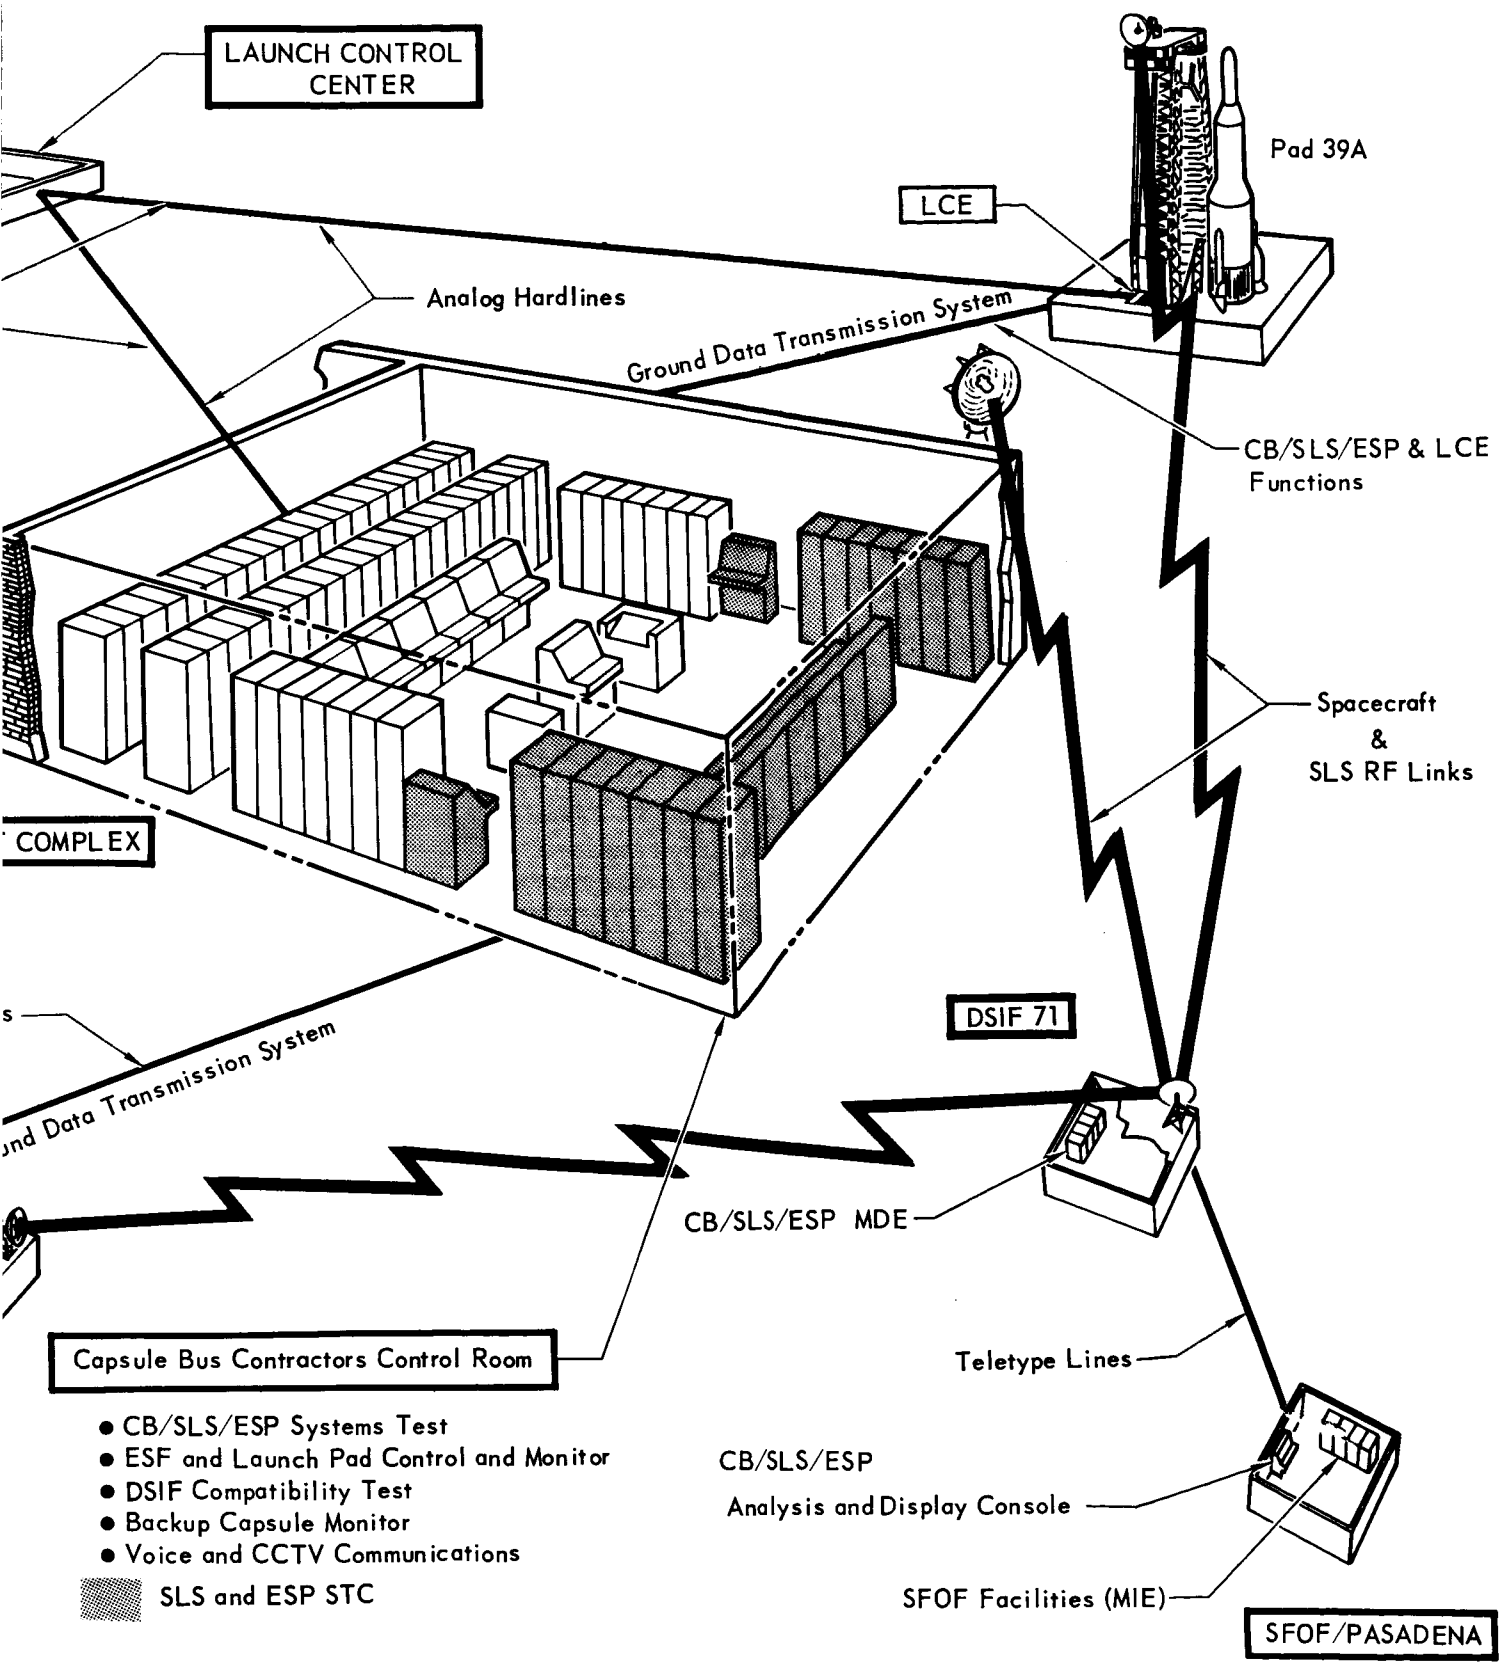 LAUNCH CONTROL
CENTER
Pad 39A
LCE
Analog Hardlines
Ground Data Transmission System
CB/SLS/ESP & LCE
Functions
Spacecraft
&
SLS RF Links
T COMPLEX
DSIF 71
s
und Data Transmission System
CB/SLS/ESP MDE
Capsule Bus Contractors Control Room
Teletype Lines
● CB/SLS/ESP Systems Test
● ESF and Launch Pad Control and Monitor
● DSIF Compatibility Test
● Backup Capsule Monitor
● Voice and CCTV Communications
SLS and ESP STC
CB/SLS/ESP
Analysis and Display Console
SFOF Facilities (MIE)
SFOF/PASADENA